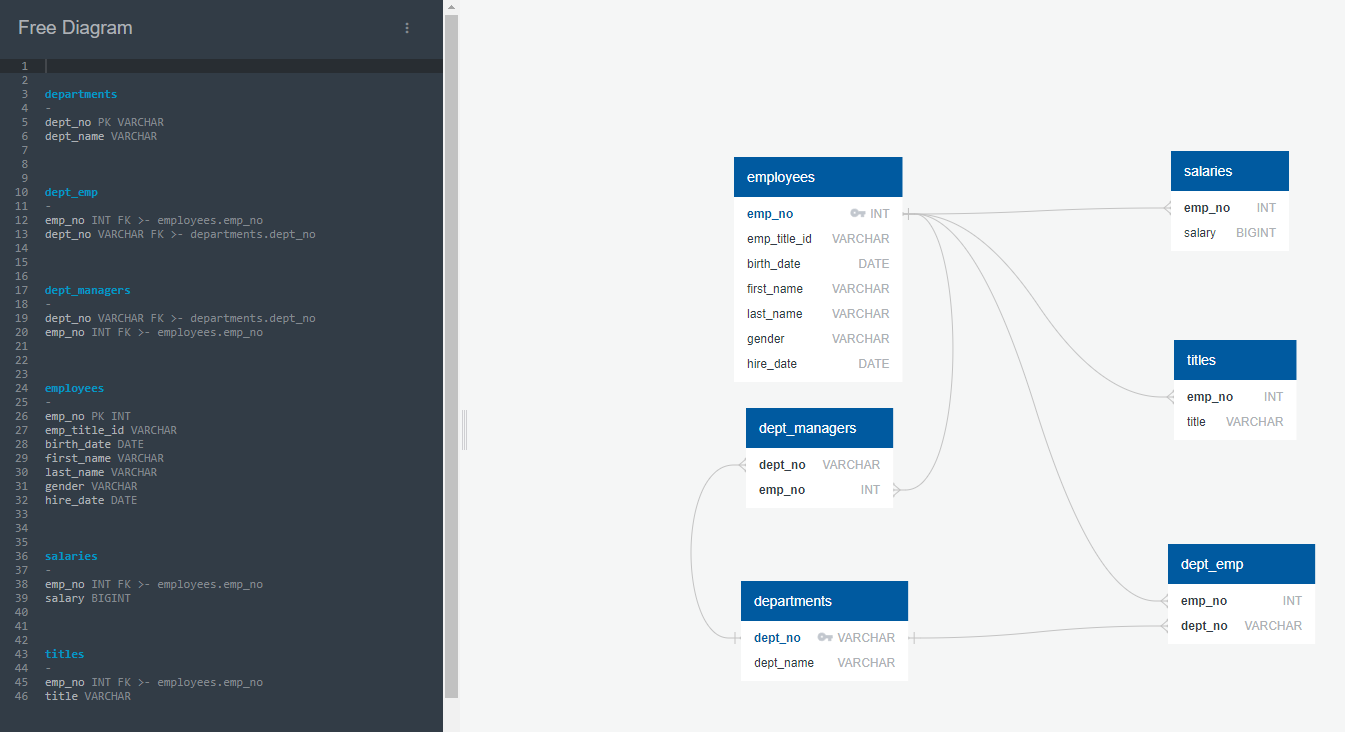 Free Diagram
1
2
3 departments
4 -
5 dept_no PK VARCHAR
6 dept_name VARCHAR
7
8
9
10 dept_emp
11 -
12 emp_no INT FK >- employees.emp_no
13 dept_no VARCHAR FK >- departments.dept_no
14
15
16
17 dept_managers
18 -
19 dept_no VARCHAR FK >- departments.dept_no
20 emp_no INT FK >- employees.emp_no
21
22
23
24 employees
25 -
26 emp_no PK INT
27 emp_title_id VARCHAR
28 birth_date DATE
29 first_name VARCHAR
30 last_name VARCHAR
31 gender VARCHAR
32 hire_date DATE
33
34
35
36 salaries
37 -
38 emp_no INT FK >- employees.emp_no
39 salary BIGINT
40
41
42
43 titles
44 -
45 emp_no INT FK >- employees.emp_no
46 title VARCHAR
employees
emp_no INT
emp_title_id VARCHAR
birth_date DATE
first_name VARCHAR
last_name VARCHAR
gender VARCHAR
hire_date DATE
dept_managers
dept_no VARCHAR
emp_no INT
departments
dept_no VARCHAR
dept_name VARCHAR
salaries
emp_no INT
salary BIGINT
titles
emp_no INT
title VARCHAR
dept_emp
emp_no INT
dept_no VARCHAR